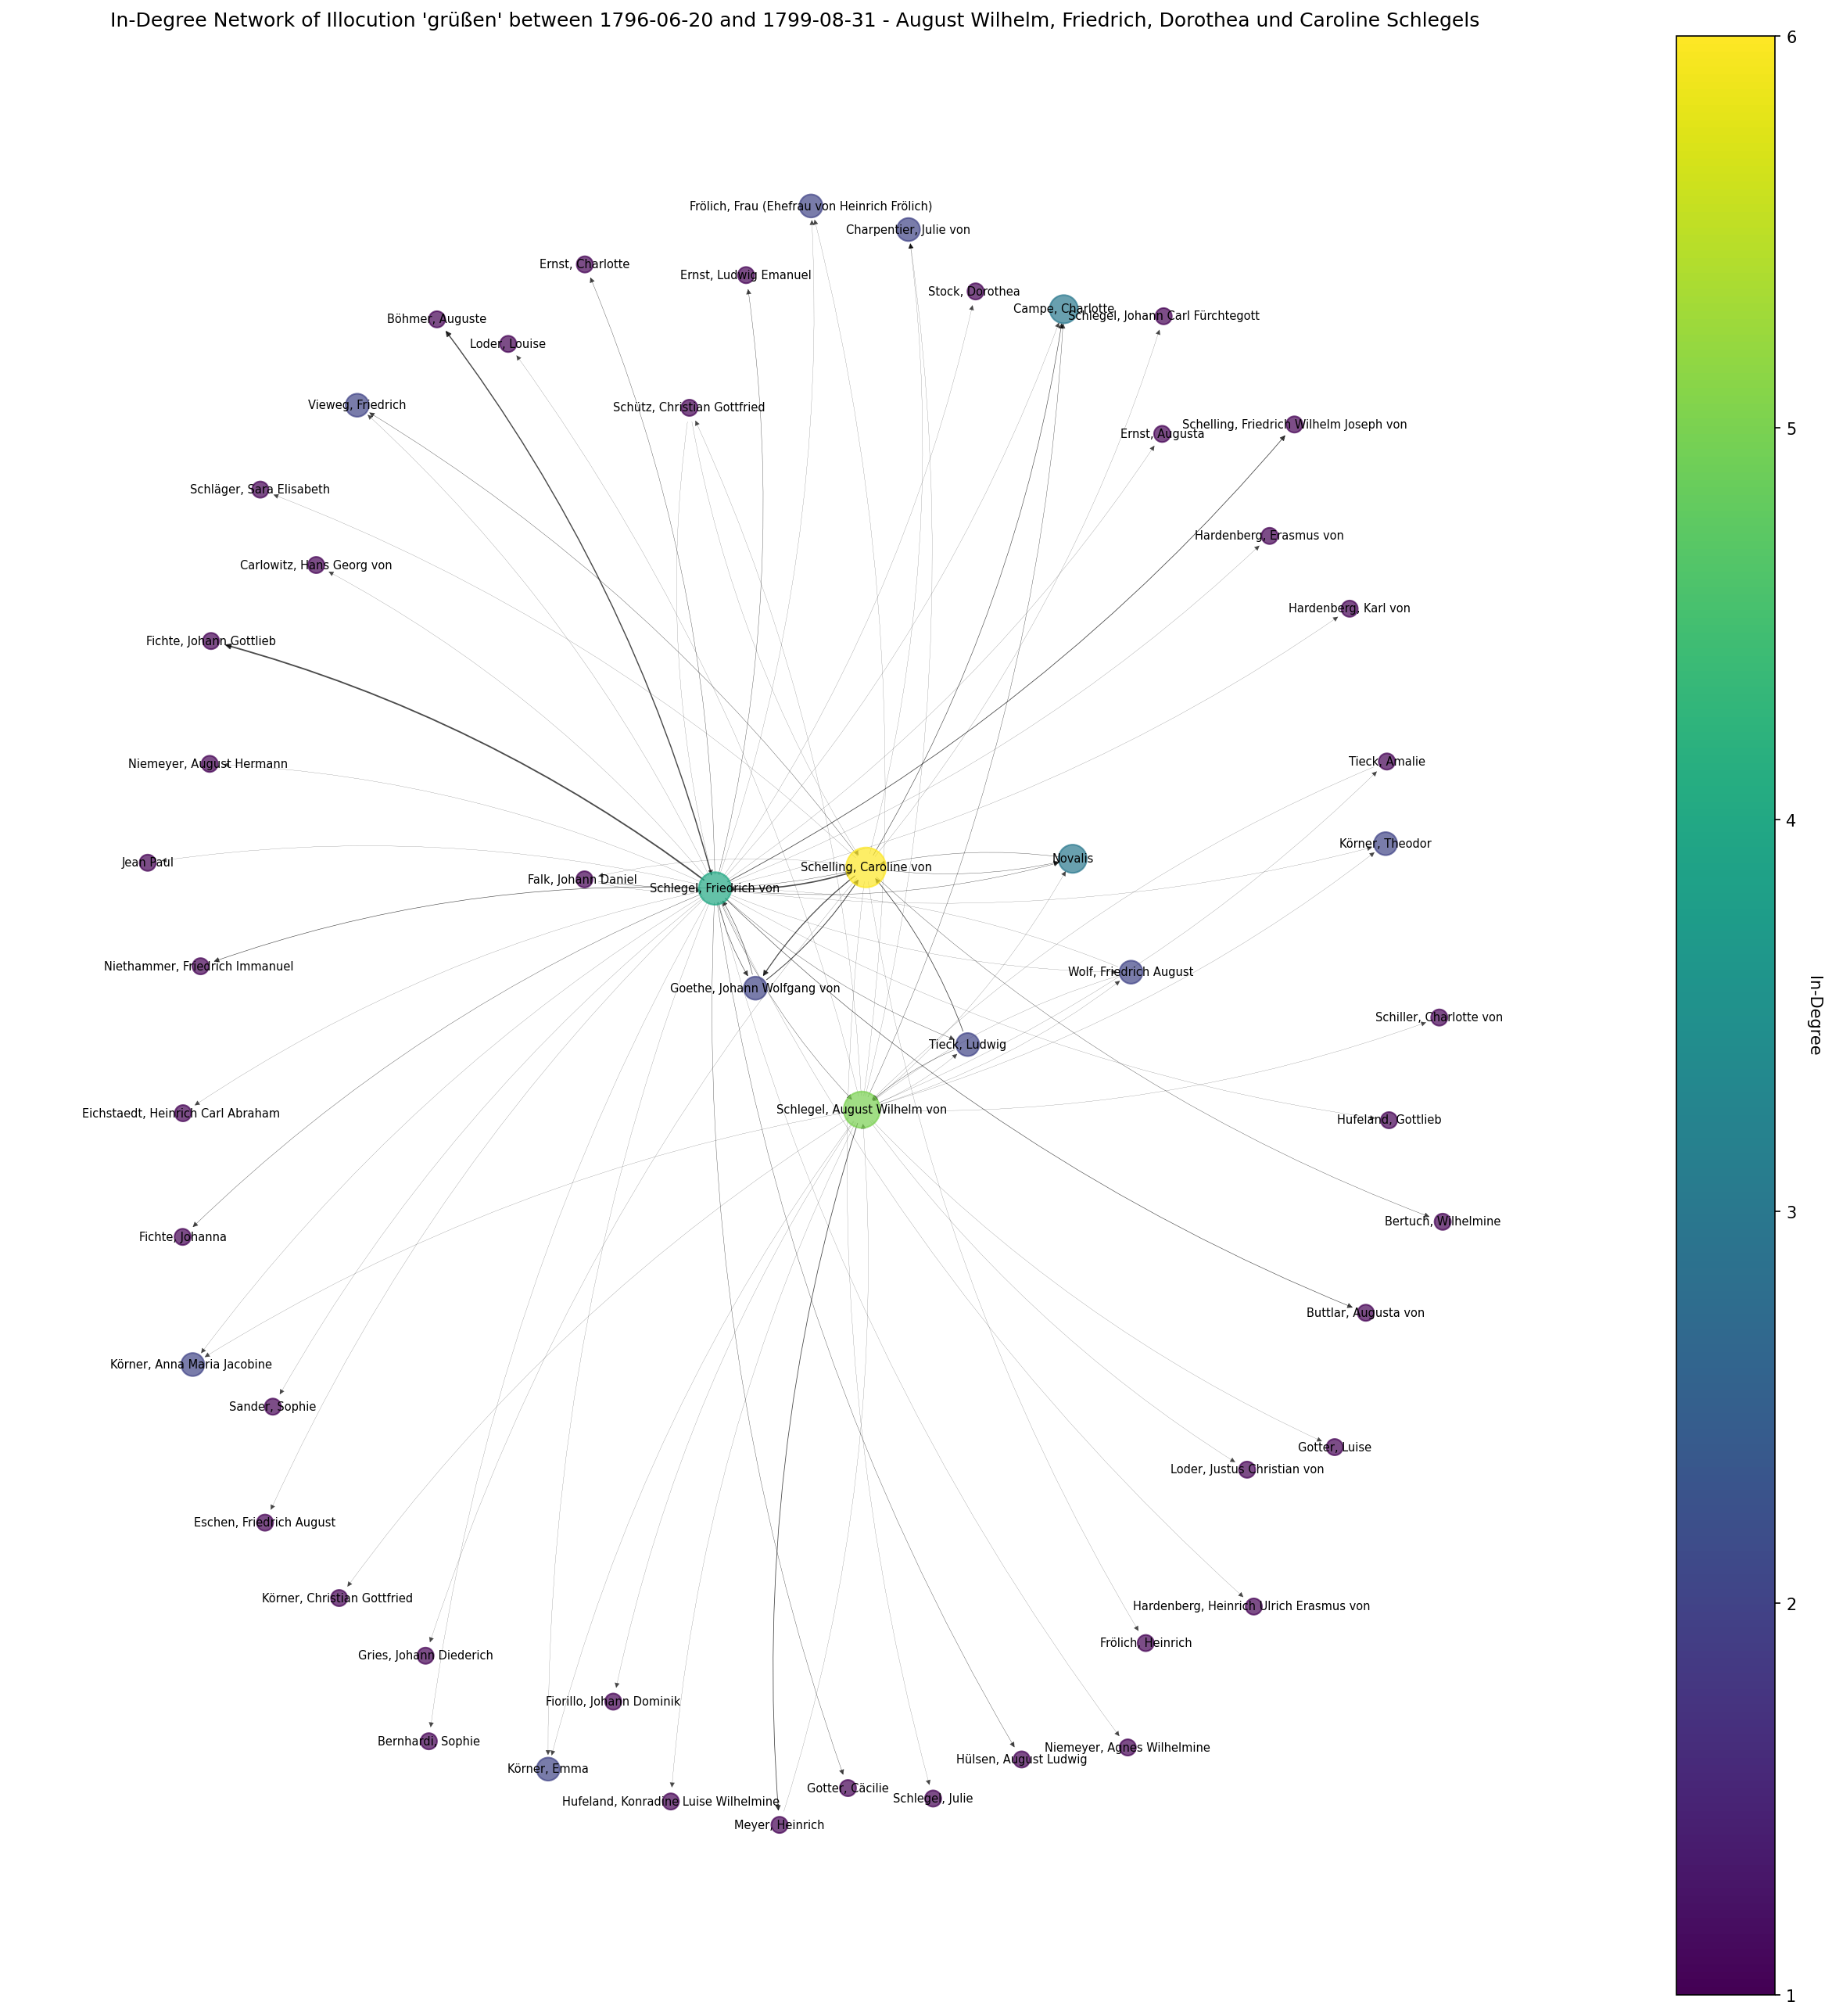 In-Degree Network of Illocution 'grüßen' between 1796-06-20 and 1799-08-31 - August Wilhelm, Friedrich, Dorothea und Caroline Schlegels
6
Frölich, Frau (Ehefrau von Heinrich Frölich)
Charpentier, Julie von
Ernst, Charlotte
Ernst, Ludwig Emanuel
Stock, Dorothea
Campe, Charlotte
Schlegel, Johann Carl Fürchtegott
Böhmer, Auguste
Loder, Louise
Vieweg, Friedrich
Schütz, Christian Gottfried
Schelling, Friedrich Wilhelm Joseph von
5
Ernst, Augusta
Schläger, Sara Elisabeth
Hardenberg, Erasmus von
Carlowitz, Hans Georg von
Hardenberg, Karl von
Fichte, Johann Gottlieb
Niemeyer, August Hermann
Tieck, Amalie
4
Körner, Theodor
Jean Paul
Novalis
Schelling, Caroline von
Falk, Johann Daniel
Schlegel, Friedrich von
Niethammer, Friedrich Immanuel
Wolf, Friedrich August
Goethe, Johann Wolfgang von
In-Degree
Schiller, Charlotte von
Tieck, Ludwig
Schlegel, August Wilhelm von
Eichstaedt, Heinrich Carl Abraham
Hufeland, Gottlieb
3
Bertuch, Wilhelmine
Fichte, Johanna
Buttlar, Augusta von
Körner, Anna Maria Jacobine
Sander, Sophie
Gotter, Luise
Loder, Justus Christian von
Eschen, Friedrich August
Körner, Christian Gottfried
2
Hardenberg, Heinrich Ulrich Erasmus von
Frölich, Heinrich
Gries, Johann Diederich
Fiorillo, Johann Dominik
Bernhardi, Sophie
Niemeyer, Agnes Wilhelmine
Hülsen, August Ludwig
Körner, Emma
Gotter, Cäcilie
Schlegel, Julie
Hufeland, Konradine Luise Wilhelmine
Meyer, Heinrich
1